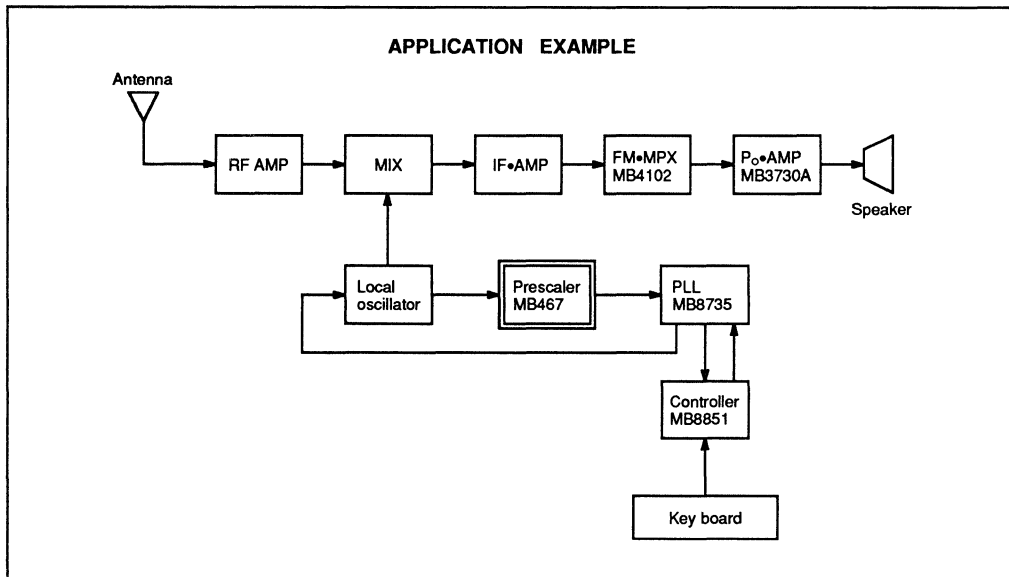 APPLICATION EXAMPLE
Antenna
RF AMP
MIX
IF•AMP
FM•MPX
MB4102
Po•AMP
MB3730A
Speaker
Local
oscillator
Prescaler
MB467
PLL
MB8735
Controller
MB8851
Key board